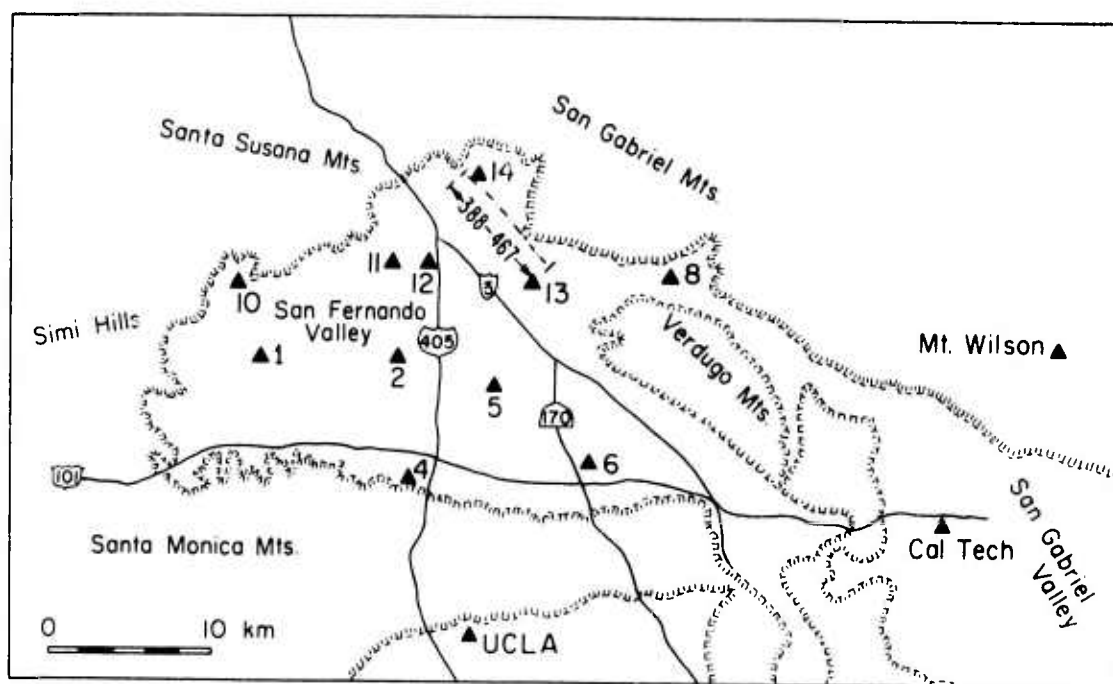 Santa Susana Mts.
San Gabriel Mts.
14
388-467
11
12
13
8
10
San Fernando
Valley
3
Simi Hills
405
Verdugo Mts.
Mt. Wilson
1
2
5
170
101
4
6
Santa Monica Mts.
Cal Tech
San Gabriel
Valley
0 10 km
UCLA